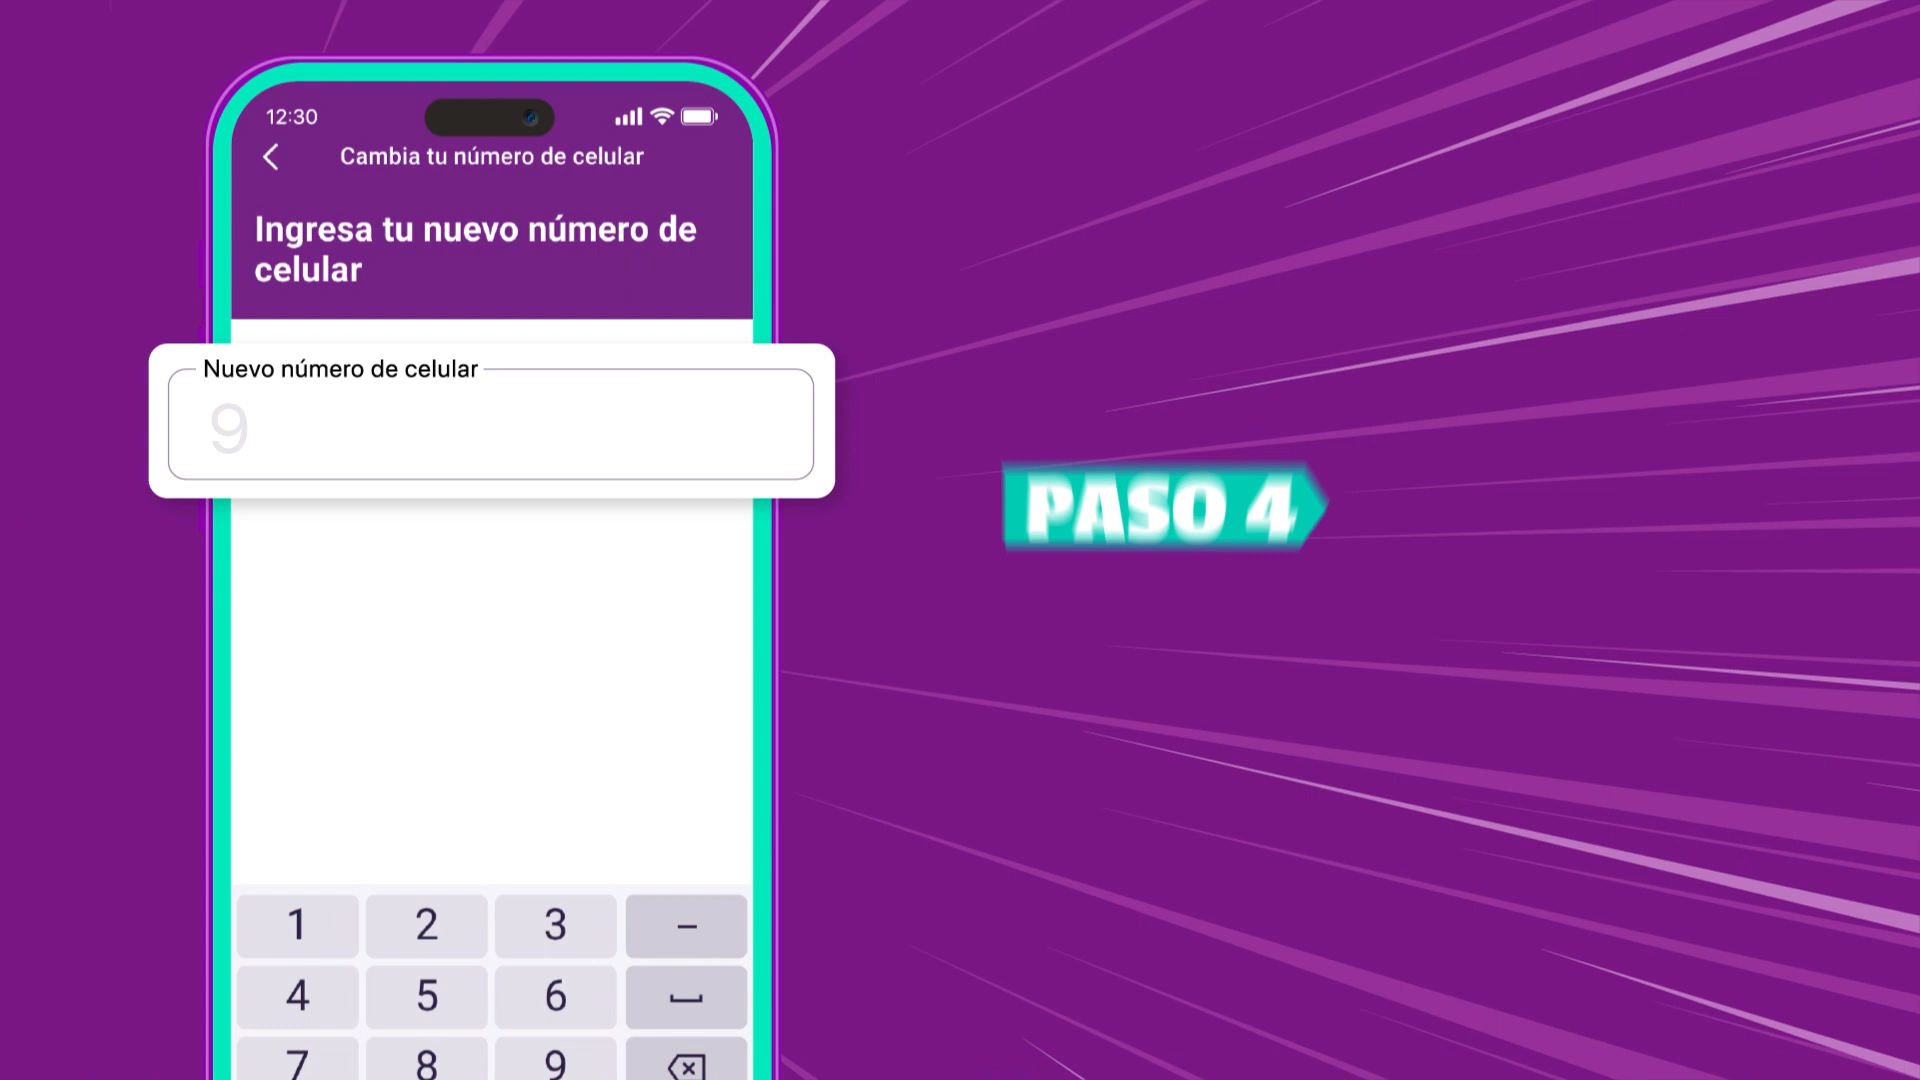 12:30
Cambia tu número de celular
Ingresa tu nuevo número de
celular
Nuevo número de celular
9
PASO 4
1 2 3 –
4 5 6
7 8 9